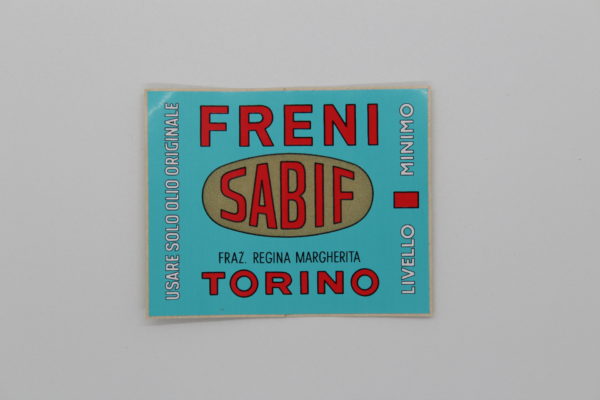 USARE SOLO OLIO ORIGINALE
FRENI
SABIF
FRAZ. REGINA MARGHERITA
TORINO
LIVELLO MINIMO